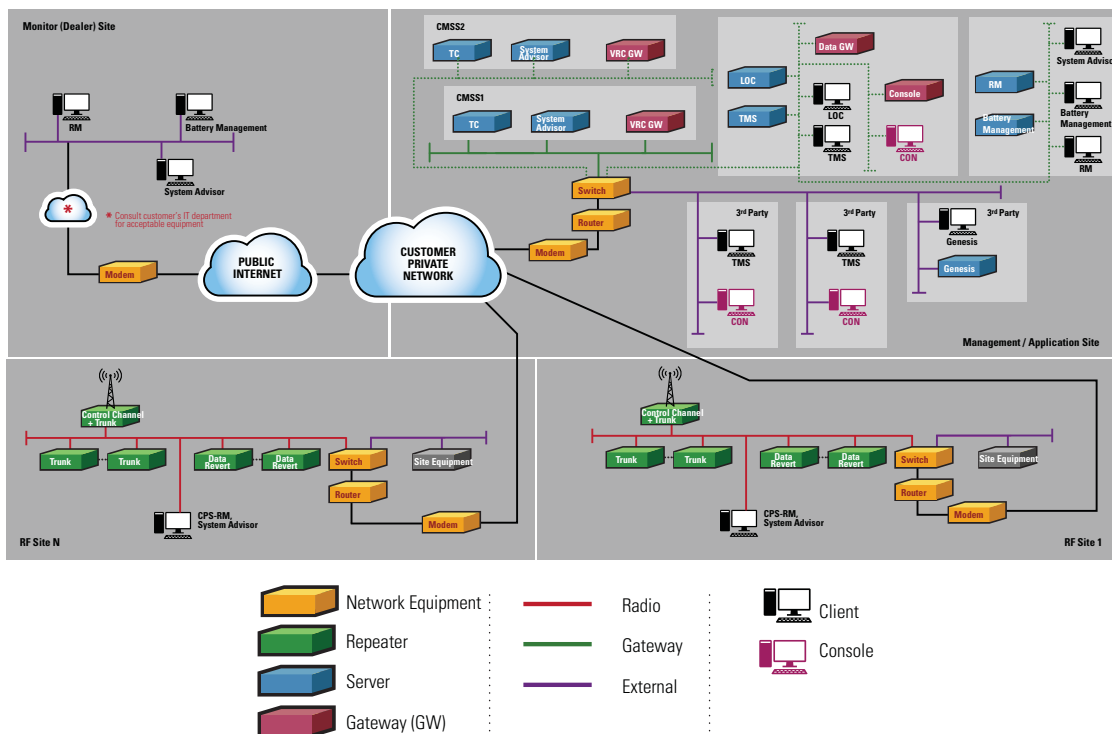 Monitor (Dealer) Site
RM
Battery Management
System Advisor
*
* Consult customer's IT department
for acceptable equipment
Modem
PUBLIC
INTERNET
CUSTOMER
PRIVATE
NETWORK
CMSS2
TC
System
Advisor
VRC GW
CMSS1
TC
System
Advisor
VRC GW
Switch
Router
Modem
Data GW
LOC
LOC
Console
TMS
TMS
CON
System Advisor
RM
Battery
Management
Battery
Management
RM
3rd Party
TMS
CON
3rd Party
TMS
CON
3rd Party
Genesis
Genesis
Management / Application Site
Control Channel
+ Trunk
Trunk
Trunk
Data
Revert
Data
Revert
Switch
Site Equipment
Router
Modem
CPS-RM,
System Advisor
RF Site N
Control Channel
+ Trunk
Trunk
Trunk
Data
Revert
Data
Revert
Switch
Site Equipment
Router
Modem
CPS-RM,
System Advisor
RF Site 1
Network Equipment
Repeater
Server
Gateway (GW)
Radio
Gateway
External
Client
Console